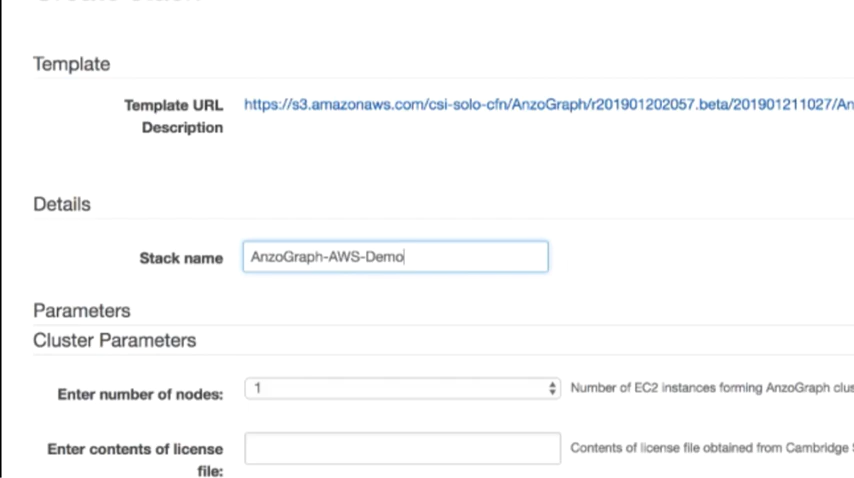 Template
Template URL https://s3.amazonaws.com/csi-solo-cfn/AnzoGraph/r201901202057.beta/201901211027/An
Description
Details
Stack name AnzoGraph-AWS-Demo
Parameters
Cluster Parameters
Enter number of nodes: 1 Number of EC2 instances forming AnzoGraph clus
Enter contents of license Contents of license file obtained from Cambridge
file: